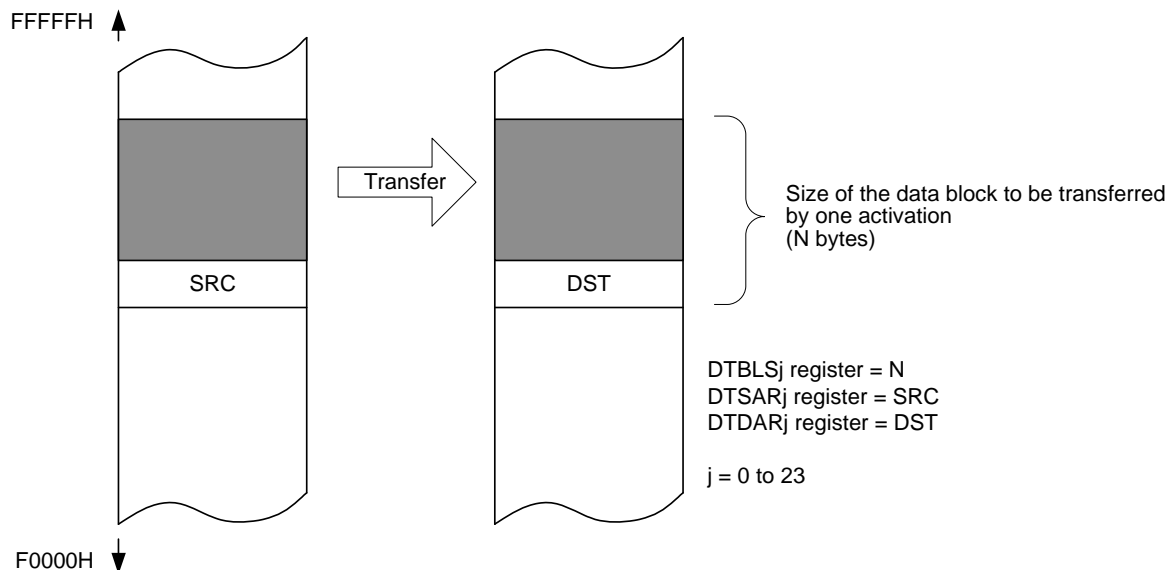 FFFFFH
Transfer
Size of the data block to be transferred
by one activation
(N bytes)
SRC
DST
DTBLSj register = N
DTSARj register = SRC
DTDARj register = DST
j = 0 to 23
F0000H